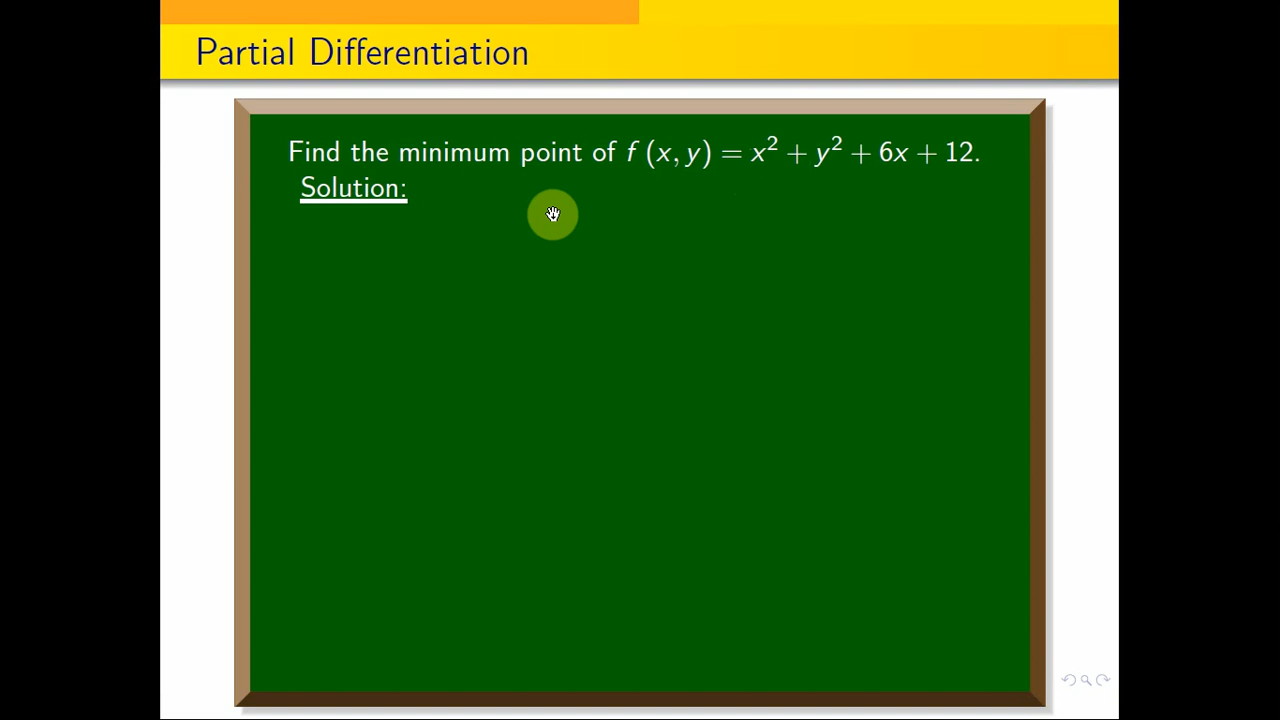 Partial Differentiation
Find the minimum point of f (x, y) = x² + y² + 6x + 12.
Solution: